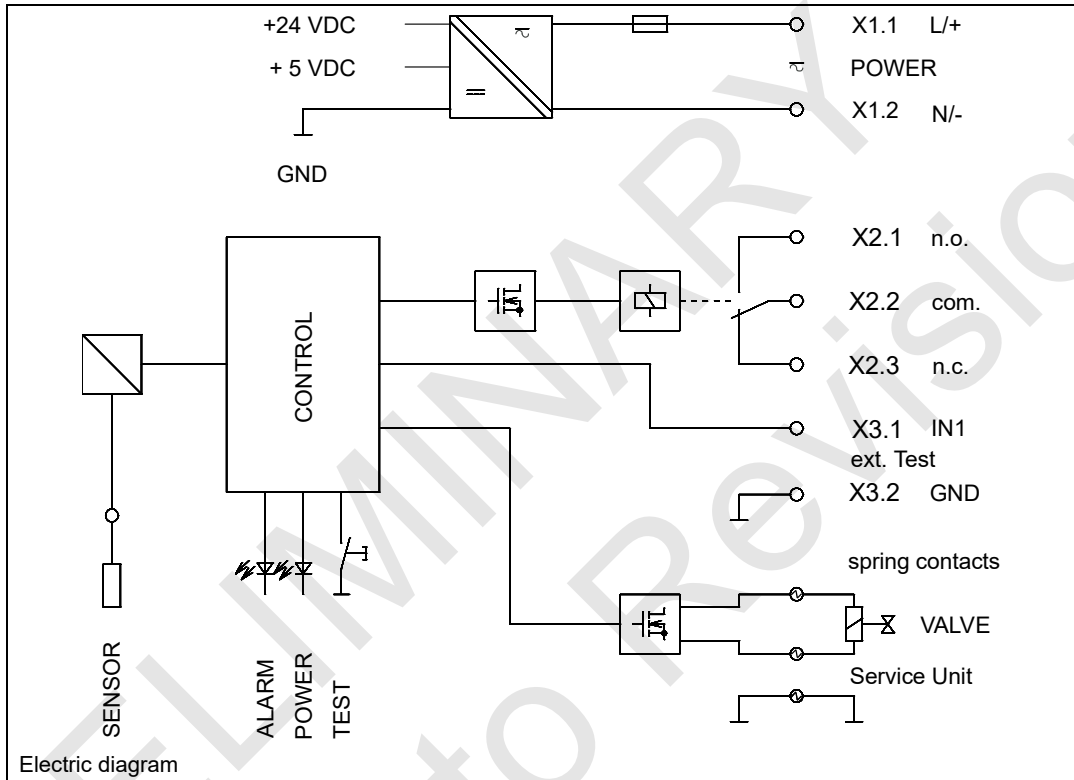 +24 VDC
X1.1 L/+
+ 5 VDC
POWER
X1.2 N/-
GND
X2.1 n.o.
X2.2 com.
X2.3 n.c.
CONTROL
X3.1 IN1
ext. Test
X3.2 GND
spring contacts
VALVE
Service Unit
SENSOR
ALARM
POWER
TEST
Electric diagram
ELIMINARY
to Revision